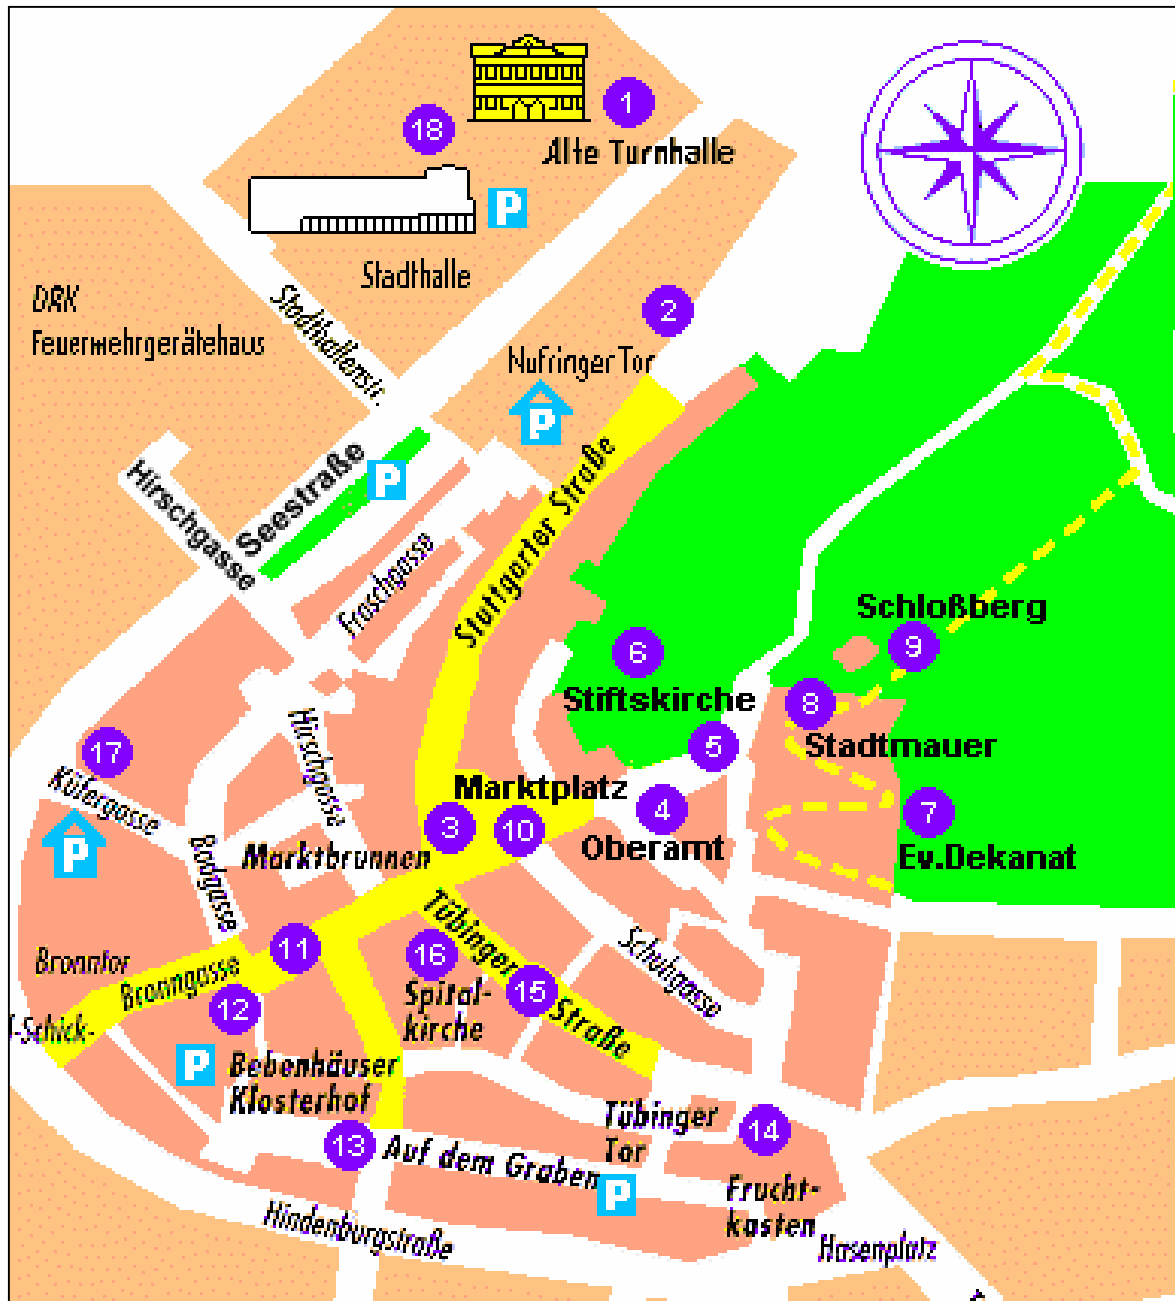 1
18
Alte Turnhalle
P
Stadthalle
DRK
Feuerwehrgerätehaus
Stadthallenstr.
2
Nufringer Tor
P
Hirschgasse
Seestraße
P
Froschgasse
Stuttgarter Straße
Schloßberg
9
6
Stiftskirche
8
5
Stadtmauer
17
Hirschgasse
Küfergasse
P
Marktplatz
3
10
4
7
Marktbrunnen
Oberamt
Ev.Dekanat
Badgasse
Tübinger
Straße
Schuhgasse
11
16
15
Bronntor
Bronngasse
12
Spital-
kirche
-Schick-
P
Bebenhäuser
Klosterhof
Tübinger
Tor
14
13
Auf dem Graben
P
Frucht-
kasten
Hindenburgstraße
Hasenplatz